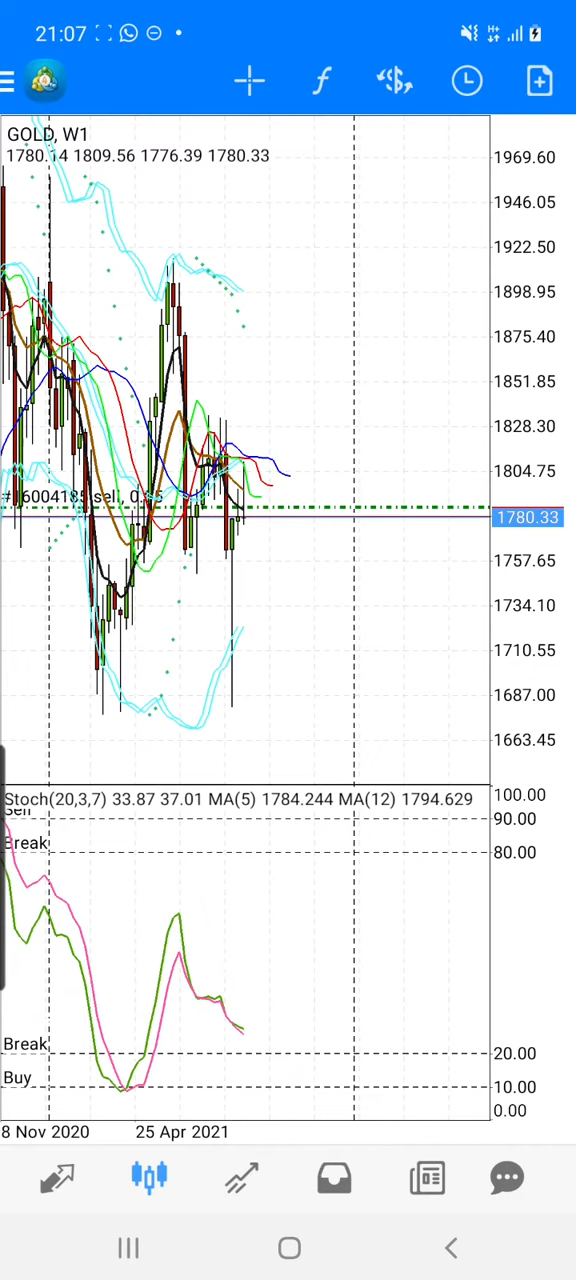 21:07
GOLD, W1
1780.14 1809.56 1776.39 1780.33
1969.60
1946.05
1922.50
1898.95
1875.40
1851.85
1828.30
1804.75
sell, 0.
1780.33
1757.65
1734.10
1710.55
1687.00
1663.45
Stoch(20,3,7) 33.87 37.01 MA(5) 1784.244 MA(12) 1794.629
100.00
Sell
90.00
Break
80.00
Break
20.00
Buy
10.00
0.00
8 Nov 2020
25 Apr 2021